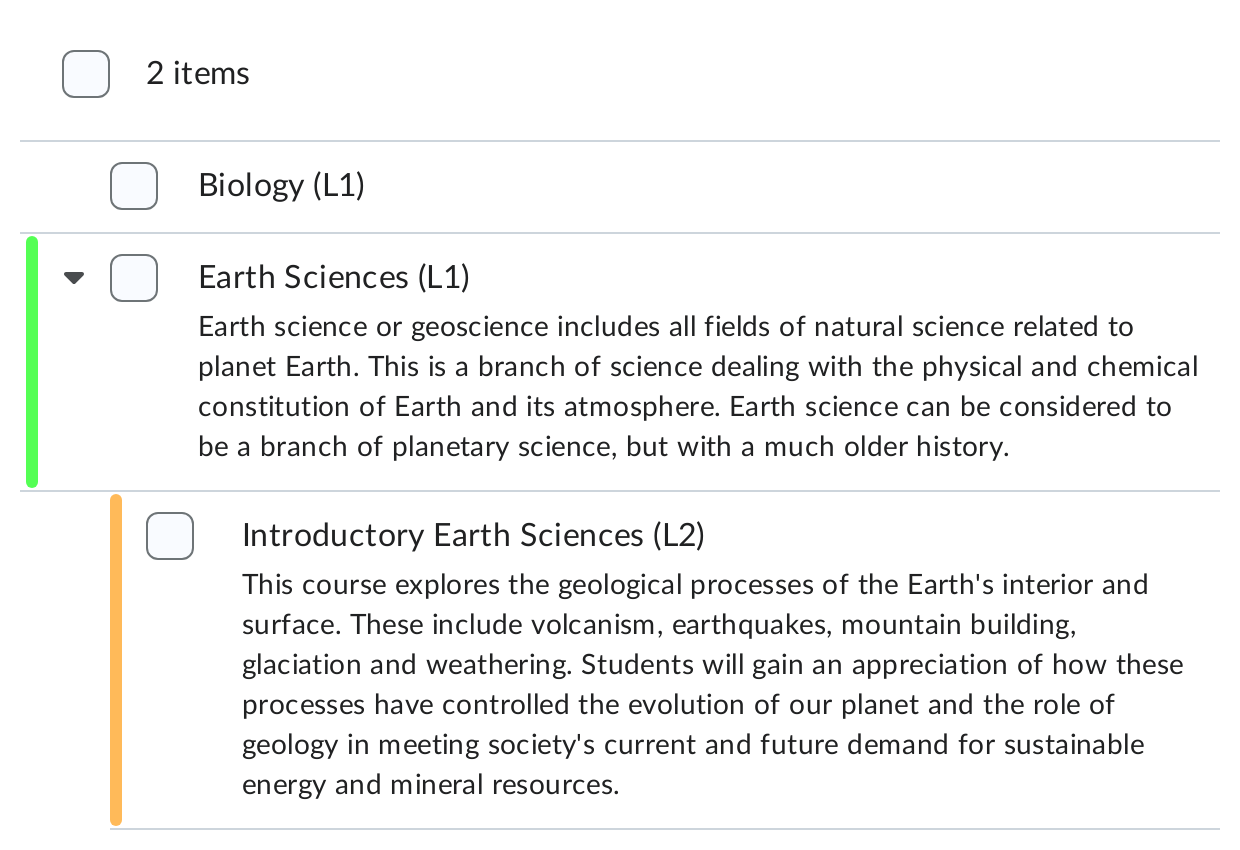 2 items
Biology (L1)
Earth Sciences (L1)
Earth science or geoscience includes all fields of natural science related to
planet Earth. This is a branch of science dealing with the physical and chemical
constitution of Earth and its atmosphere. Earth science can be considered to
be a branch of planetary science, but with a much older history.
Introductory Earth Sciences (L2)
This course explores the geological processes of the Earth's interior and
surface. These include volcanism, earthquakes, mountain building,
glaciation and weathering. Students will gain an appreciation of how these
processes have controlled the evolution of our planet and the role of
geology in meeting society's current and future demand for sustainable
energy and mineral resources.